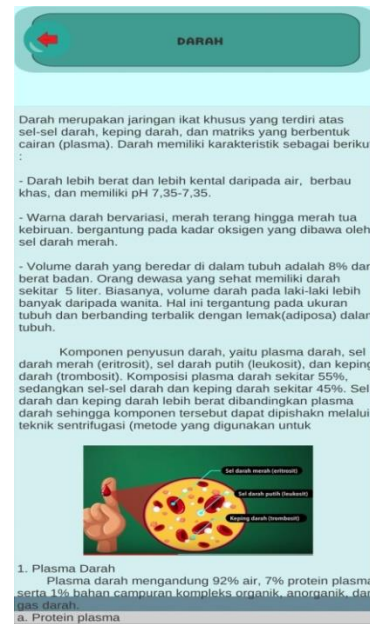 DARAH
Darah merupakan jaringan ikat khusus yang terdiri atas
sel-sel darah, keping darah, dan matriks yang berbentuk
cairan (plasma). Darah memiliki karakteristik sebagai beriku
:
- Darah lebih berat dan lebih kental daripada air, berbau
khas, dan memiliki pH 7,35-7,35.
- Warna darah bervariasi, merah terang hingga merah tua
kebiruan. bergantung pada kadar oksigen yang dibawa oleh
sel darah merah.
- Volume darah yang beredar di dalam tubuh adalah 8% dar
berat badan. Orang dewasa yang sehat memiliki darah
sekitar 5 liter. Biasanya, volume darah pada laki-laki lebih
banyak daripada wanita. Hal ini tergantung pada ukuran
tubuh dan berbanding terbalik dengan lemak(adiposa) dalar
tubuh.
Komponen penyusun darah, yaitu plasma darah, sel
darah merah (eritrosit), sel darah putih (leukosit), dan keping
darah (trombosit). Komposisi plasma darah sekitar 55%,
sedangkan sel-sel darah dan keping darah sekitar 45%. Sel
darah dan keping darah lebih berat dibandingkan plasma
darah sehingga komponen tersebut dapat dipishakn melalui
teknik sentrifugasi (metode yang digunakan untuk
Sel darah merah (eritrosit)
Sel darah putih (leukosit)
Keping darah (trombosit)
1. Plasma Darah
Plasma darah mengandung 92% air, 7% protein plasma
serta 1% bahan campuran kompleks organik, anorganik, dar
gas darah.
a. Protein plasma